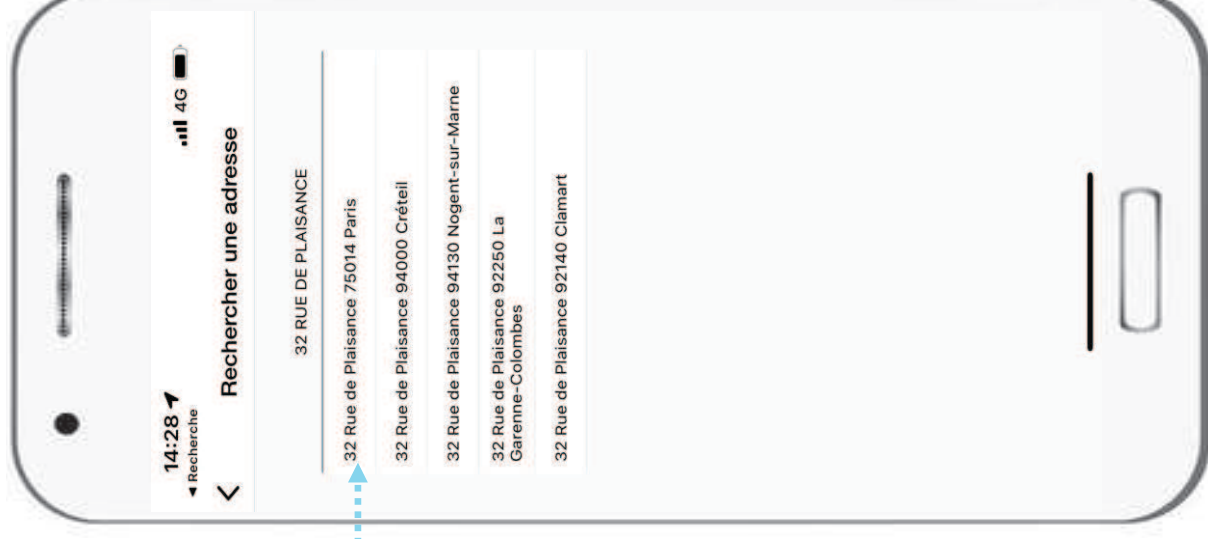 14:28 4G
◀ Recherche
Rechercher une adresse
32 RUE DE PLAISANCE
32 Rue de Plaisance 75014 Paris
32 Rue de Plaisance 94000 Créteil
32 Rue de Plaisance 94130 Nogent-sur-Marne
32 Rue de Plaisance 92250 La
Garenne-Colombes
32 Rue de Plaisance 92140 Clamart